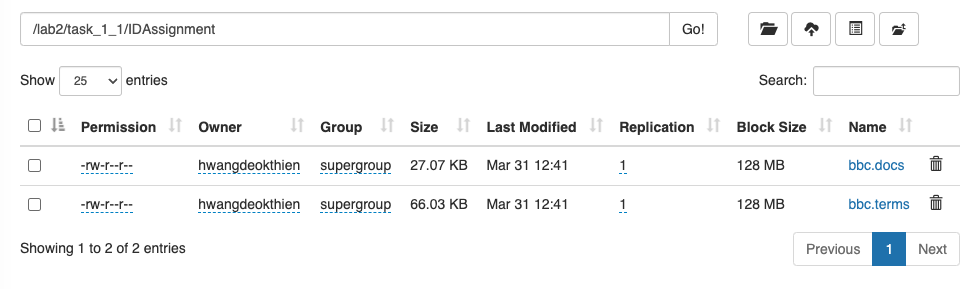 /lab2/task_1_1/IDAssignment Go!
Show 25 entries Search:
Permission Owner Group Size Last Modified Replication Block Size Name
-rw-r--r-- hwangdeokthien supergroup 27.07 KB Mar 31 12:41 1 128 MB bbc.docs
-rw-r--r-- hwangdeokthien supergroup 66.03 KB Mar 31 12:41 1 128 MB bbc.terms
Showing 1 to 2 of 2 entries Previous 1 Next